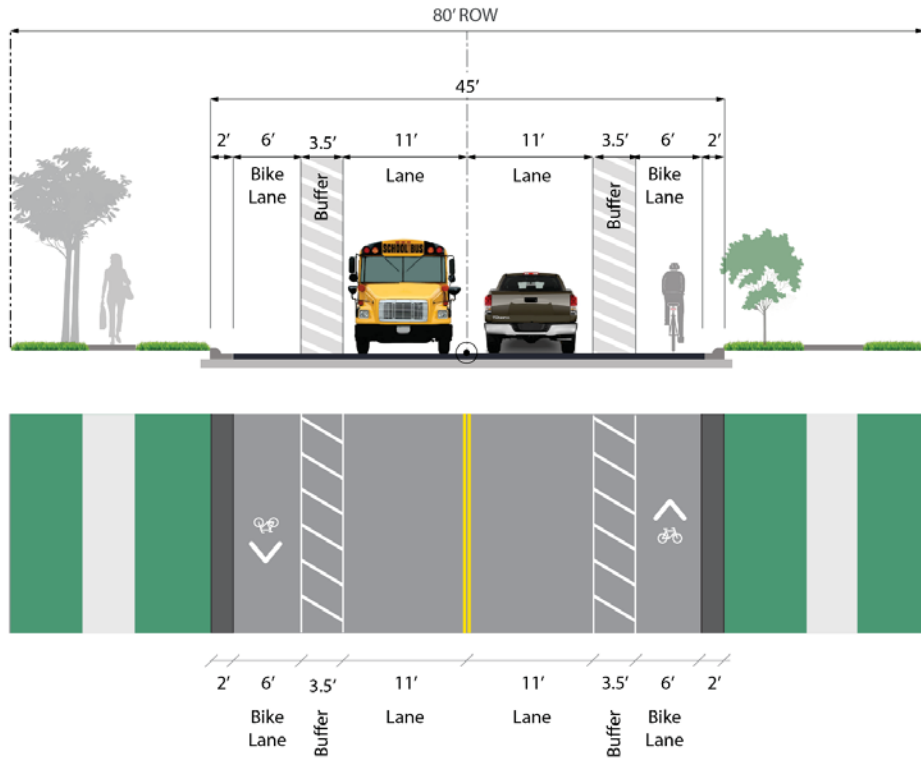 80' ROW
45'
2' 6' 3.5' 11' 11' 3.5' 6' 2'
Bike Lane Buffer Lane Lane Buffer Bike Lane
SCHOOL BUS
2' 6' 3.5' 11' 11' 3.5' 6' 2'
Bike Lane Buffer Lane Lane Buffer Bike Lane